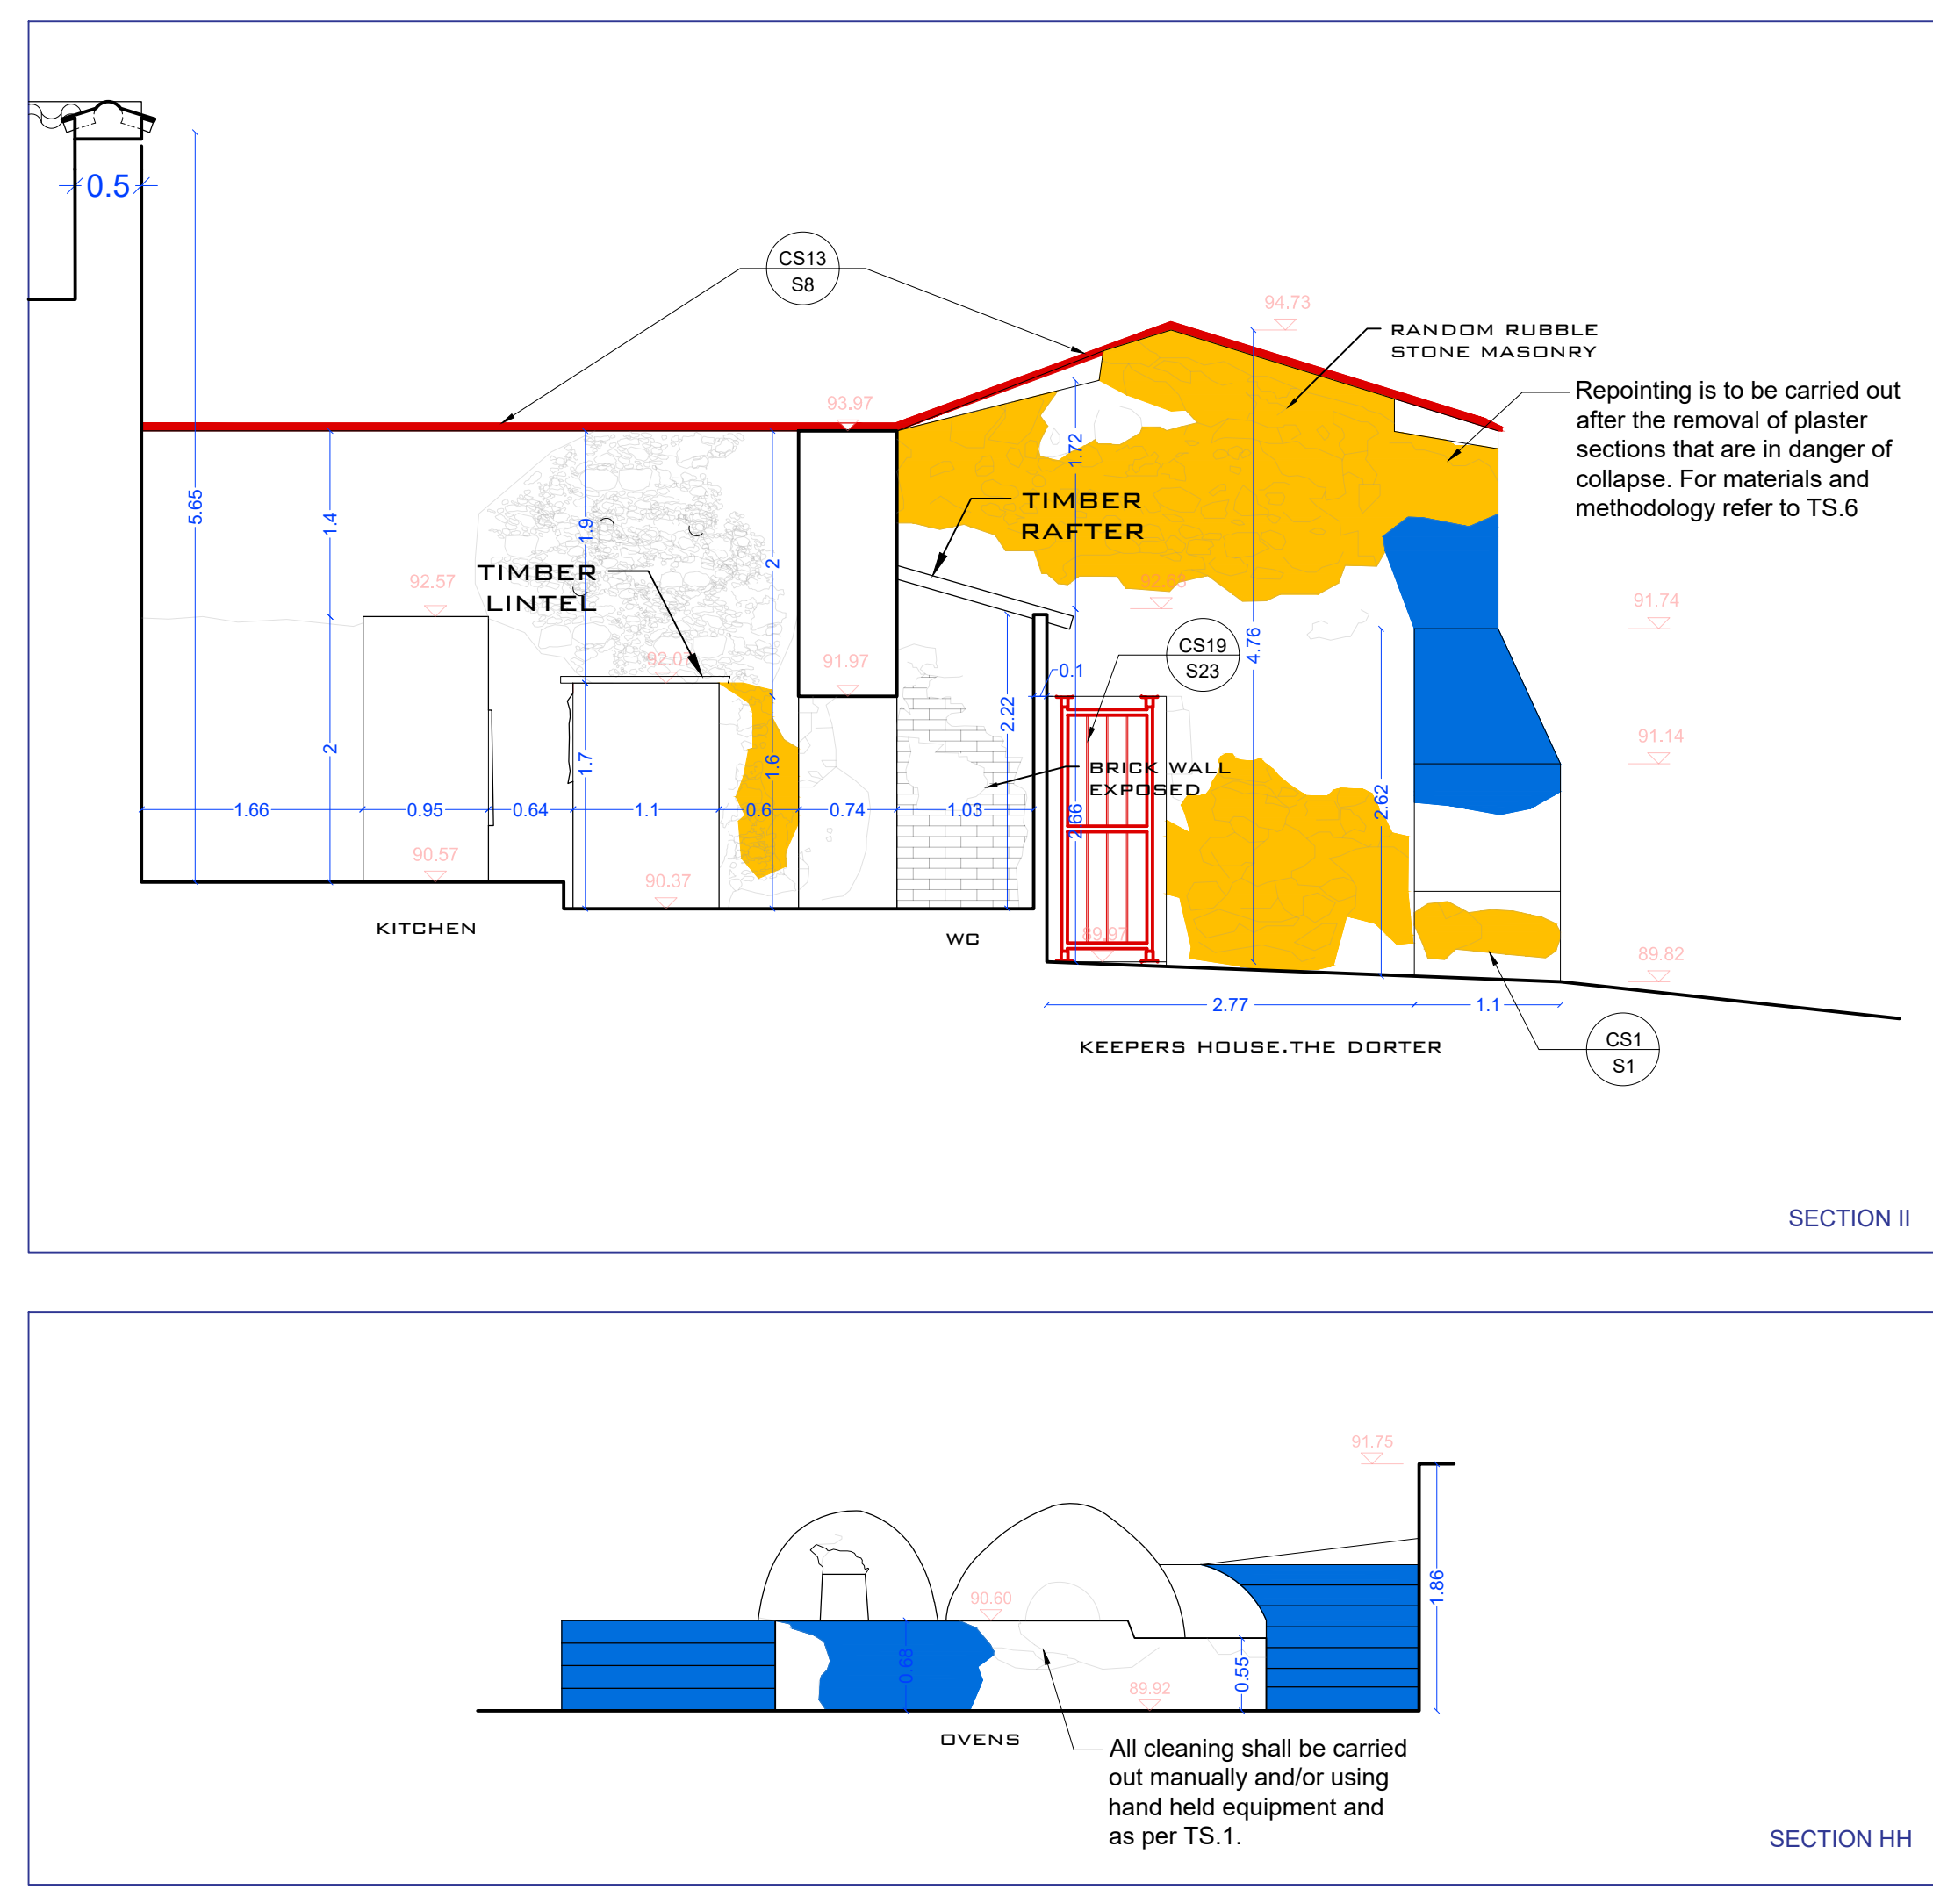 0.5
CS13
S8
94.73
RANDOM RUBBLE
STONE MASONRY
Repointing is to be carried out
after the removal of plaster
sections that are in danger of
collapse. For materials and
methodology refer to TS.6
93.97
5.65
1.4
1.9
2
1.72
TIMBER
RAFTER
TIMBER
LINTEL
92.57
92.63
91.74
CS19
S23
4.76
92.07
91.97
0.1
2.22
91.14
2
1.7
1.6
BRICK WALL
EXPOSED
2.66
2.62
1.66
0.95
0.64
1.1
0.6
0.74
1.03
90.57
90.37
89.97
89.82
KITCHEN
WC
2.77
1.1
KEEPERS HOUSE.THE DORTER
CS1
S1
SECTION II
91.75
1.86
90.60
0.68
0.55
89.92
OVENS
All cleaning shall be carried
out manually and/or using
hand held equipment and
as per TS.1.
SECTION HH